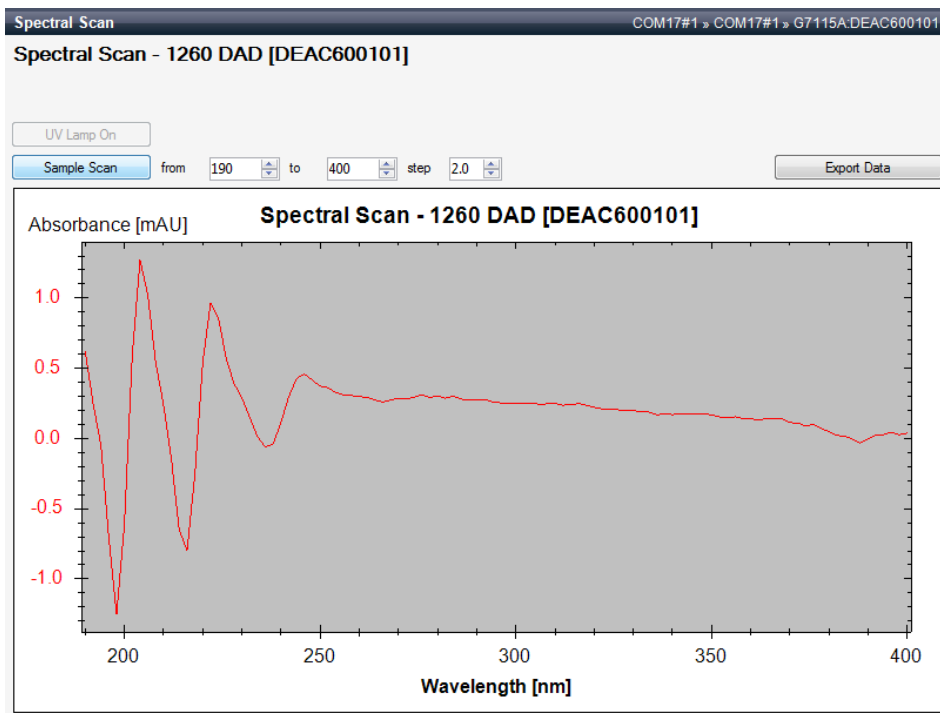 Spectral Scan COM17#1 » COM17#1 » G7115A:DEAC600101
Spectral Scan - 1260 DAD [DEAC600101]
UV Lamp On
Sample Scan from 190 to 400 step 2.0 Export Data
Spectral Scan - 1260 DAD [DEAC600101]
Absorbance [mAU]
1.0
0.5
0.0
-0.5
-1.0
200 250 300 350 400
Wavelength [nm]